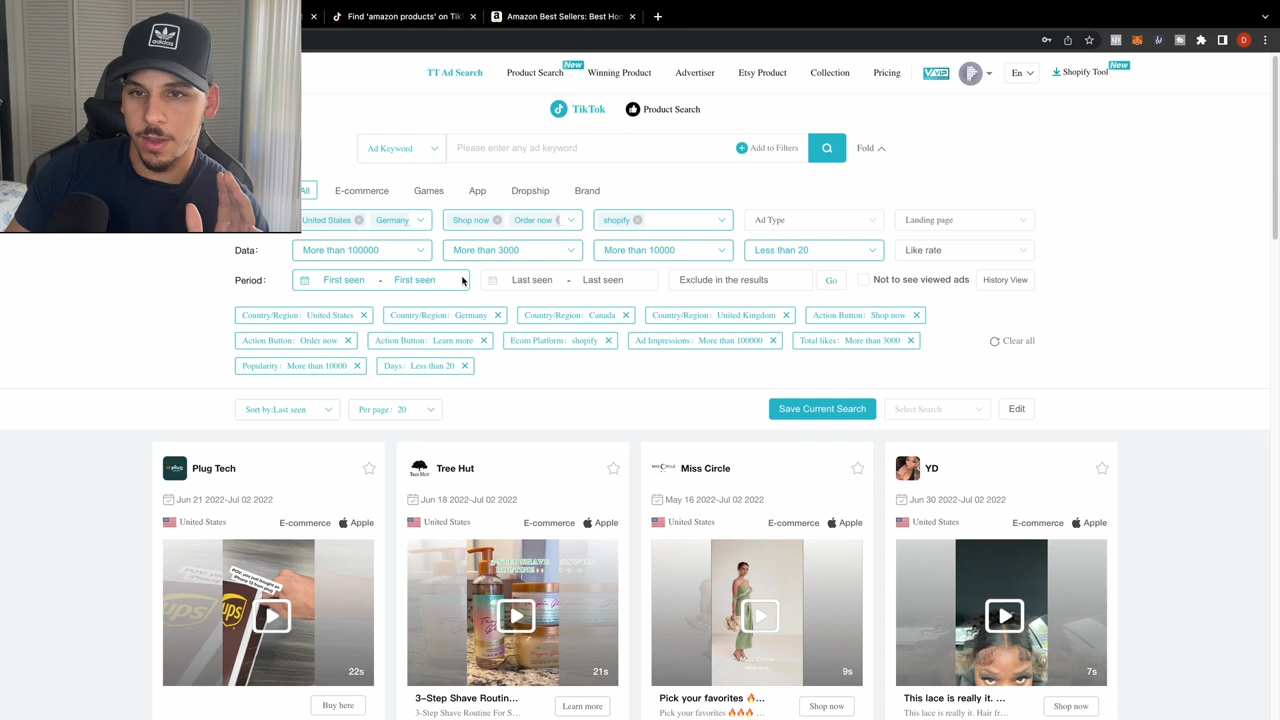 Find 'amazon products' on TikT
Amazon Best Sellers: Best Hom
TT Ad Search
Product Search
New
Winning Product
Advertiser
Etsy Product
Collection
Pricing
VIP
En
Shopify Tool
New
TikTok
Product Search
Ad Keyword
Please enter any ad keyword
Add to Filters
Fold
All
E-commerce
Games
App
Dropship
Brand
United States
Germany
Shop now
Order now
shopify
Ad Type
Landing page
Data:
More than 100000
More than 3000
More than 10000
Less than 20
Like rate
Period:
First seen - First seen
Last seen - Last seen
Exclude in the results
Go
Not to see viewed ads
History View
Country/Region: United States
Country/Region: Germany
Country/Region: Canada
Country/Region: United Kingdom
Action Button: Shop now
Action Button: Order now
Action Button: Learn more
Ecom Platform: shopify
Ad Impressions: More than 100000
Total likes: More than 3000
Clear all
Popularity: More than 10000
Days: Less than 20
Sort by:Last seen
Per page: 20
Save Current Search
Select Search
Edit
Plug Tech
Tree Hut
Miss Circle
YD
Jun 21 2022-Jul 02 2022
Jun 18 2022-Jul 02 2022
May 16 2022-Jul 02 2022
Jun 30 2022-Jul 02 2022
United States
E-commerce
Apple
United States
E-commerce
Apple
United States
E-commerce
Apple
United States
E-commerce
Apple
ups
22s
21s
9s
7s
Buy here
3-Step Shave Routin...
3-Step Shave Routine For S...
Learn more
Pick your favorites 🔥...
Pick your favorites 🔥🔥🔥...
Shop now
This lace is really it. ...
This lace is really it. Hair fr...
Shop now
adidas